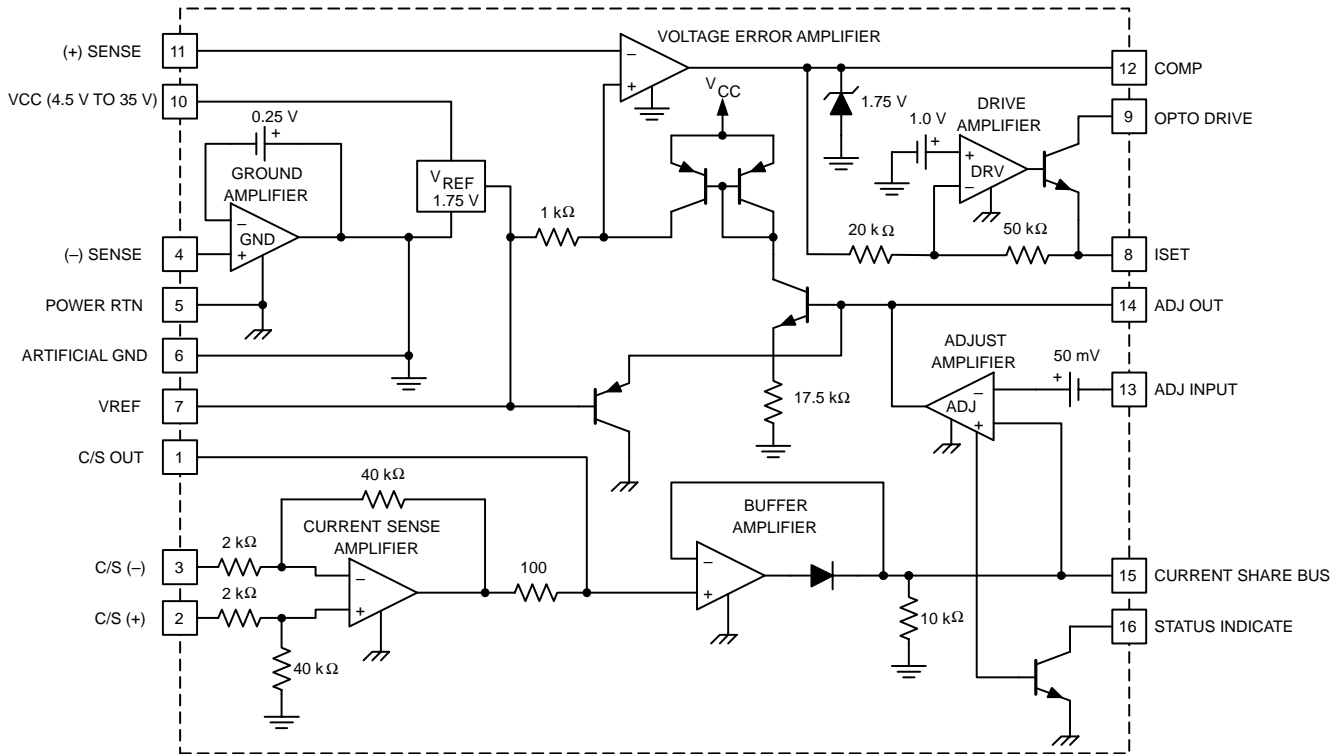 (+) SENSE
11
VCC (4.5 V TO 35 V)
10
0.25 V
+
GROUND
AMPLIFIER
–
GND
+
(–) SENSE
4
POWER RTN
5
ARTIFICIAL GND
6
VREF
7
C/S OUT
1
C/S (–)
3
C/S (+)
2
VREF
1.75 V
1 kΩ
VOLTAGE ERROR AMPLIFIER
–
+
VCC
1.75 V
1.0 V
+
DRIVE
AMPLIFIER
+
DRV
–
20 kΩ
50 kΩ
12
COMP
9
OPTO DRIVE
8
ISET
14
ADJ OUT
ADJUST
AMPLIFIER
50 mV
+
–
ADJ
+
13
ADJ INPUT
17.5 kΩ
40 kΩ
CURRENT SENSE
AMPLIFIER
2 kΩ
–
2 kΩ
+
40 kΩ
100
BUFFER
AMPLIFIER
–
+
10 kΩ
15
CURRENT SHARE BUS
16
STATUS INDICATE